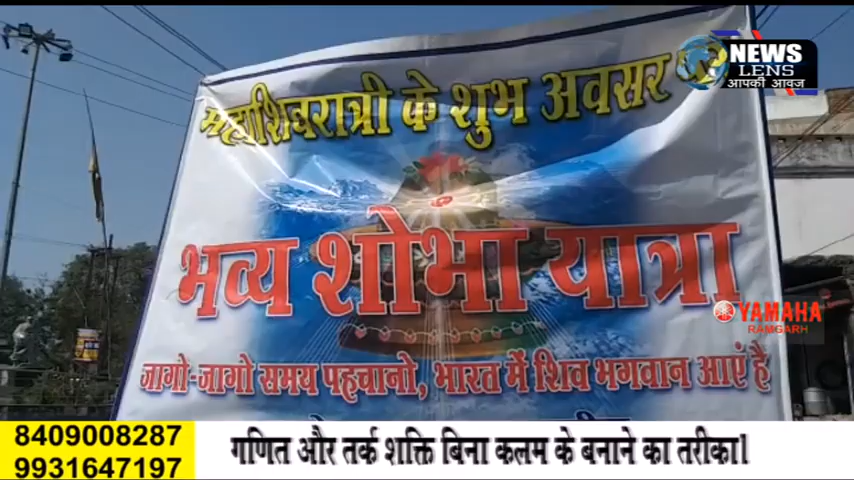 महाशिवरात्री के शुभ अवसर
NEWS
LENS
आपकी आवज
भव्य शोभा यात्रा
YAMAHA
RAMGARH
जागो-जागो समय पहचानो, भारत में शिव भगवान आएं है
8409008287
9931647197
गणित और तर्क शक्ति बिना कलम के बनाने का तरीका।